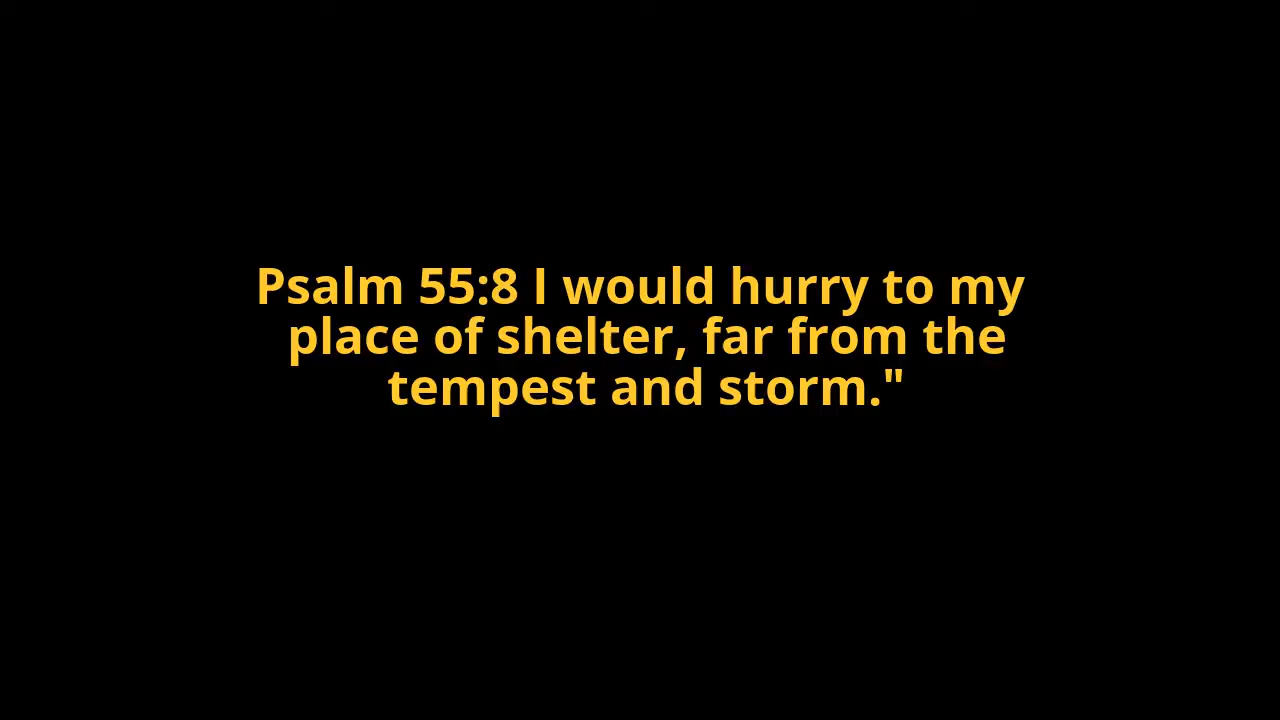 Psalm 55:8 I would hurry to my
place of shelter, far from the
tempest and storm."